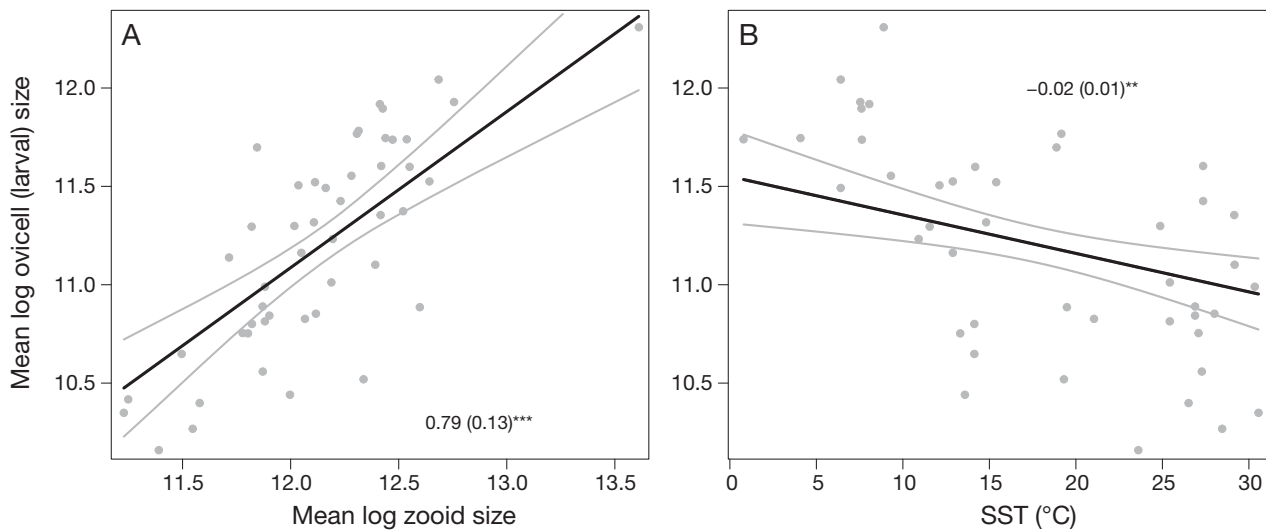 A
B
Mean log ovicell (larval) size
12.0
11.5
11.0
10.5
0.79 (0.13)***
11.5 12.0 12.5 13.0 13.5
Mean log zooid size
12.0
11.5
11.0
10.5
−0.02 (0.01)**
0 5 10 15 20 25 30
SST (°C)